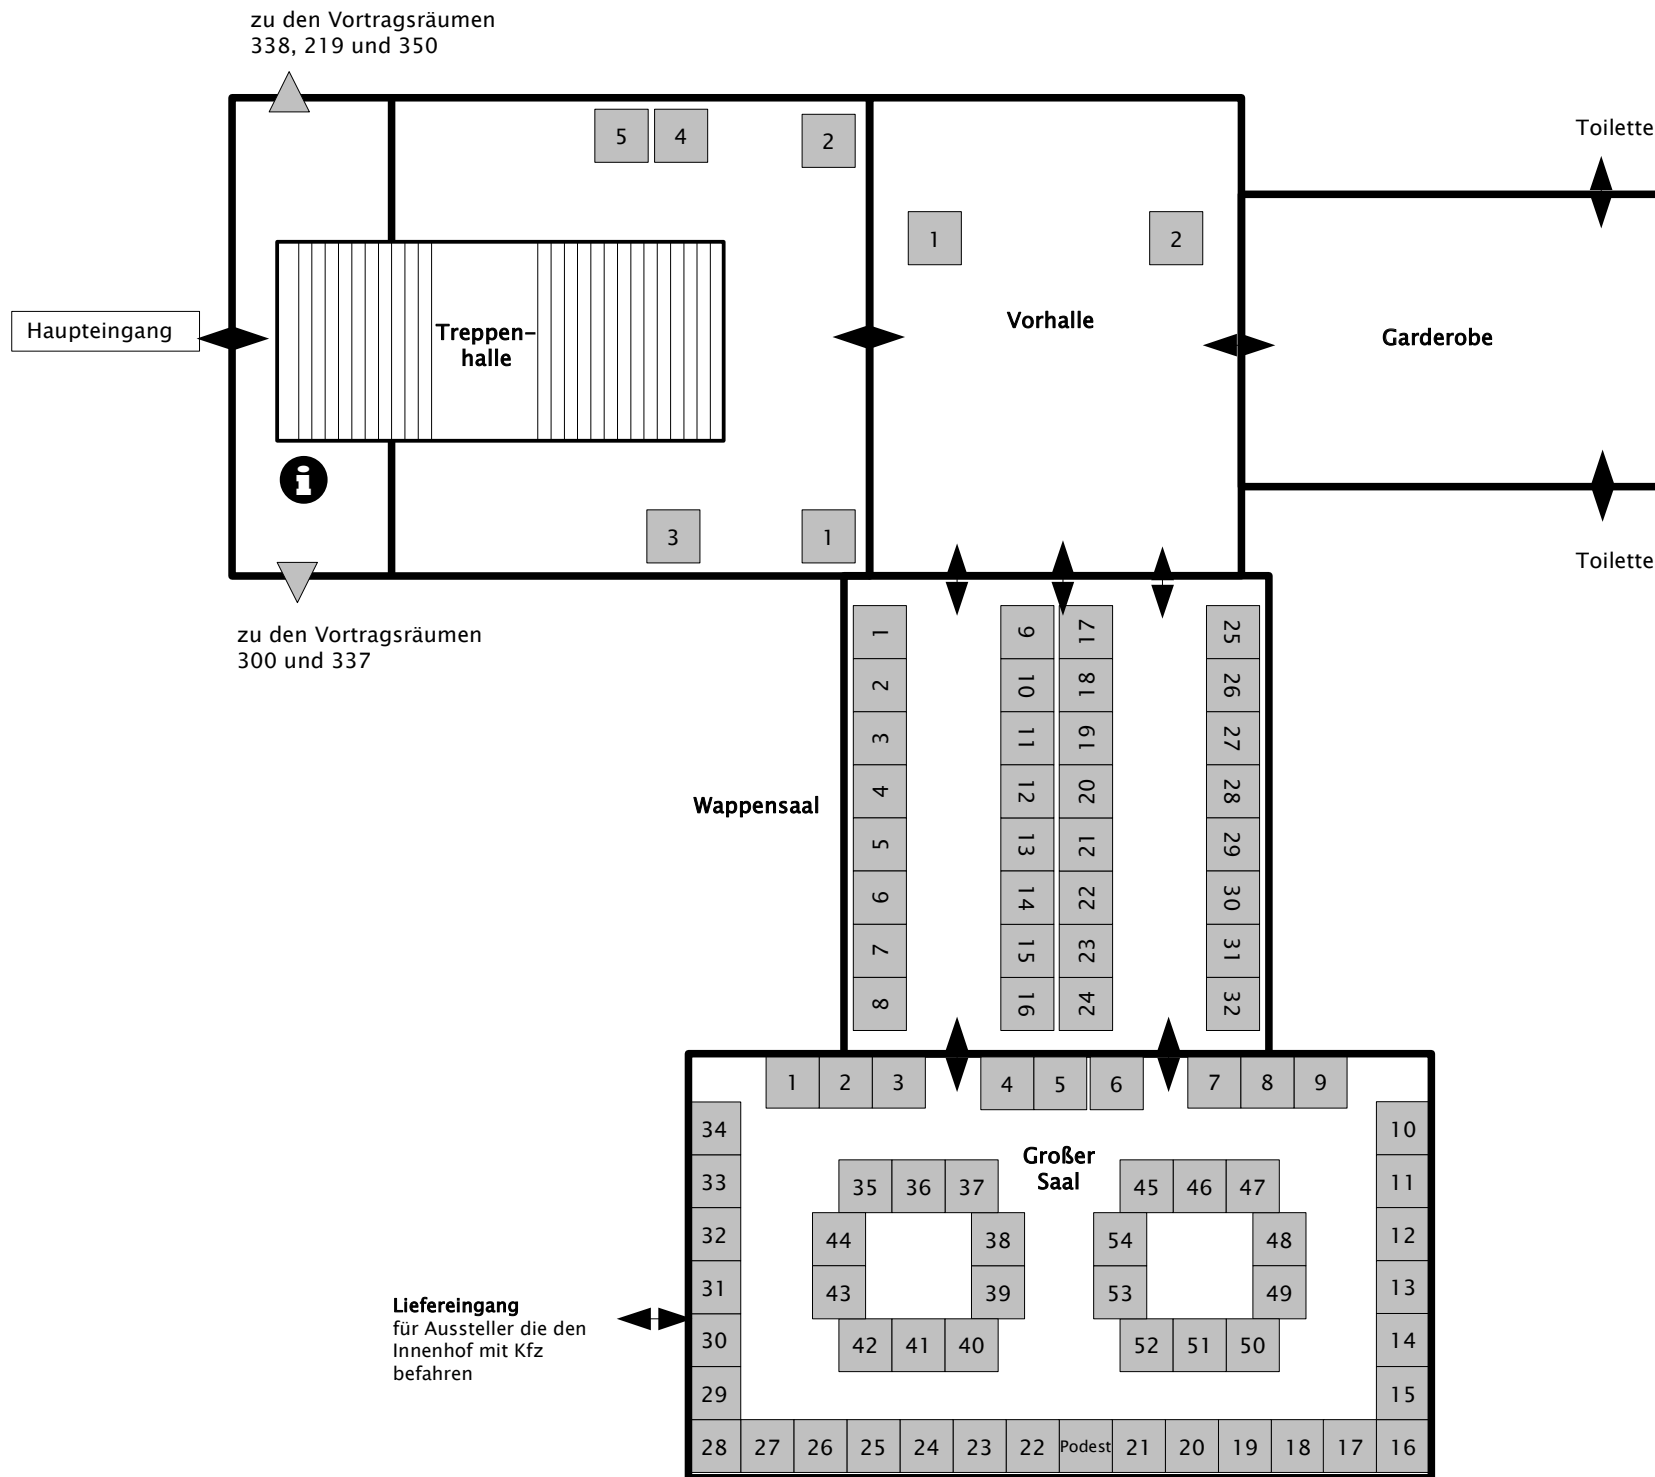 zu den Vortragsräumen
338, 219 und 350
5 4 2
Toilette
1 2
Haupteingang
Treppen-
halle
Vorhalle
Garderobe
i
3 1
Toilette
zu den Vortragsräumen
300 und 337
1 9 17 25
2 10 18 26
3 11 19 27
Wappensaal
4 12 20 28
5 13 21 29
6 14 22 30
7 15 23 31
8 16 24 32
1 2 3 4 5 6 7 8 9
34 10
Großer
Saal
33 35 36 37 45 46 47 11
32 44 38 54 48 12
31 43 39 53 49 13
Liefereingang
für Aussteller die den
Innenhof mit Kfz
befahren
30 42 41 40 52 51 50 14
29 15
28 27 26 25 24 23 22 Podest 21 20 19 18 17 16